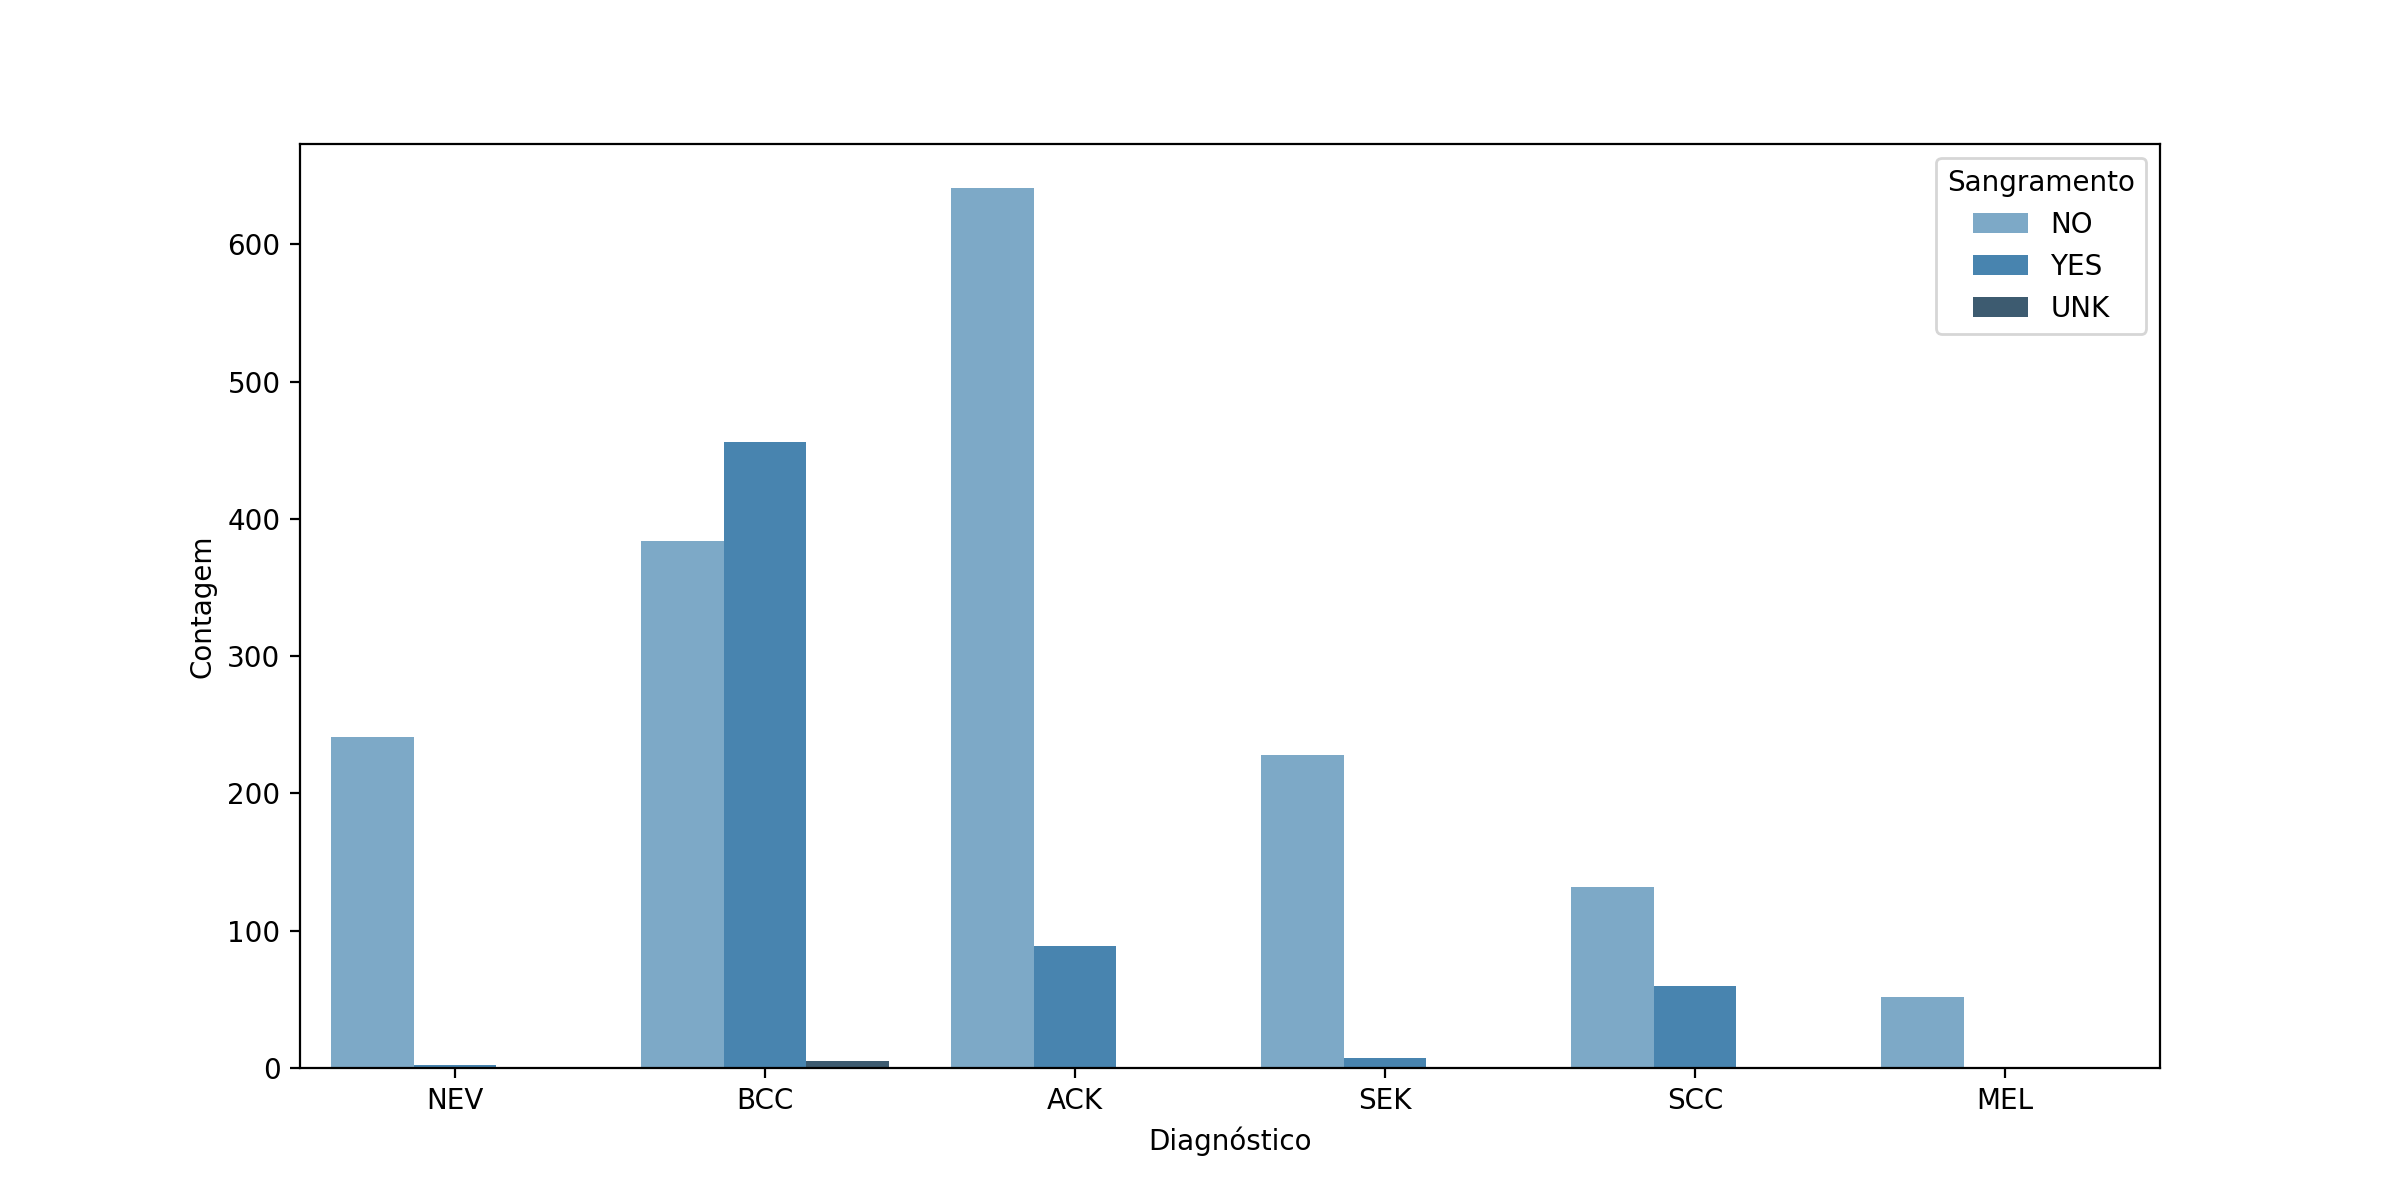 Sangramento
NO
YES
UNK
600
500
400
300
200
100
0
Contagem
NEV BCC ACK SEK SCC MEL
Diagnóstico